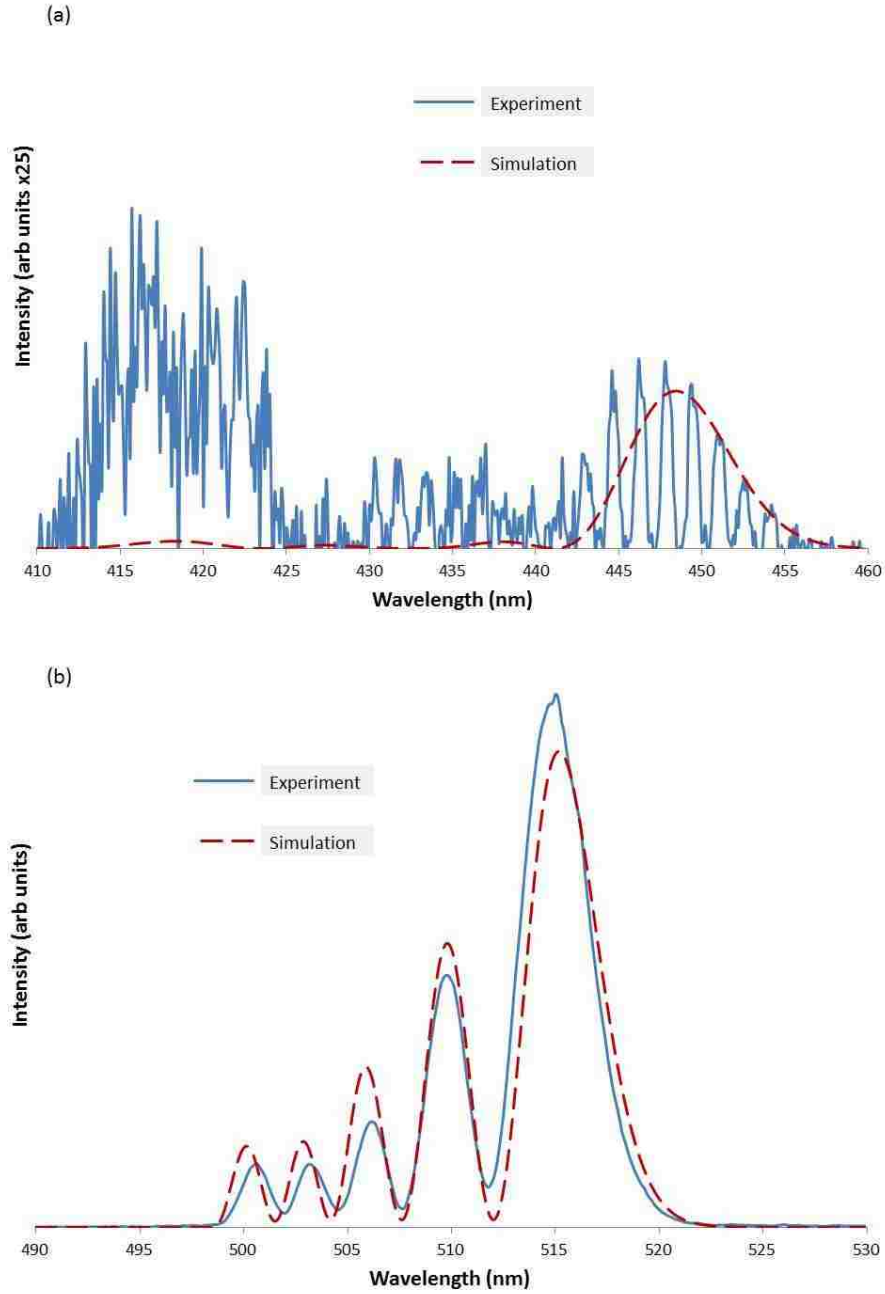 (a)
Experiment
Simulation
Intensity (arb units x25)
410 415 420 425 430 435 440 445 450 455 460
Wavelength (nm)
(b)
Experiment
Simulation
Intensity (arb units)
490 495 500 505 510 515 520 525 530
Wavelength (nm)